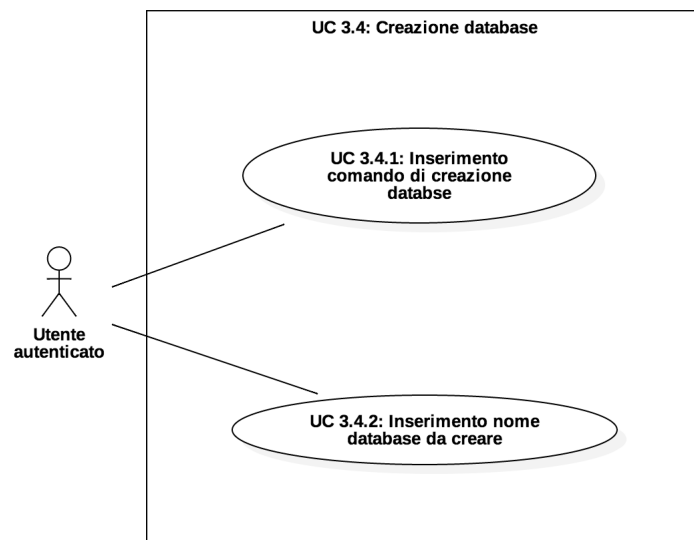 UC 3.4: Creazione database
UC 3.4.1: Inserimento
comando di creazione
databse
Utente
autenticato
UC 3.4.2: Inserimento nome
database da creare